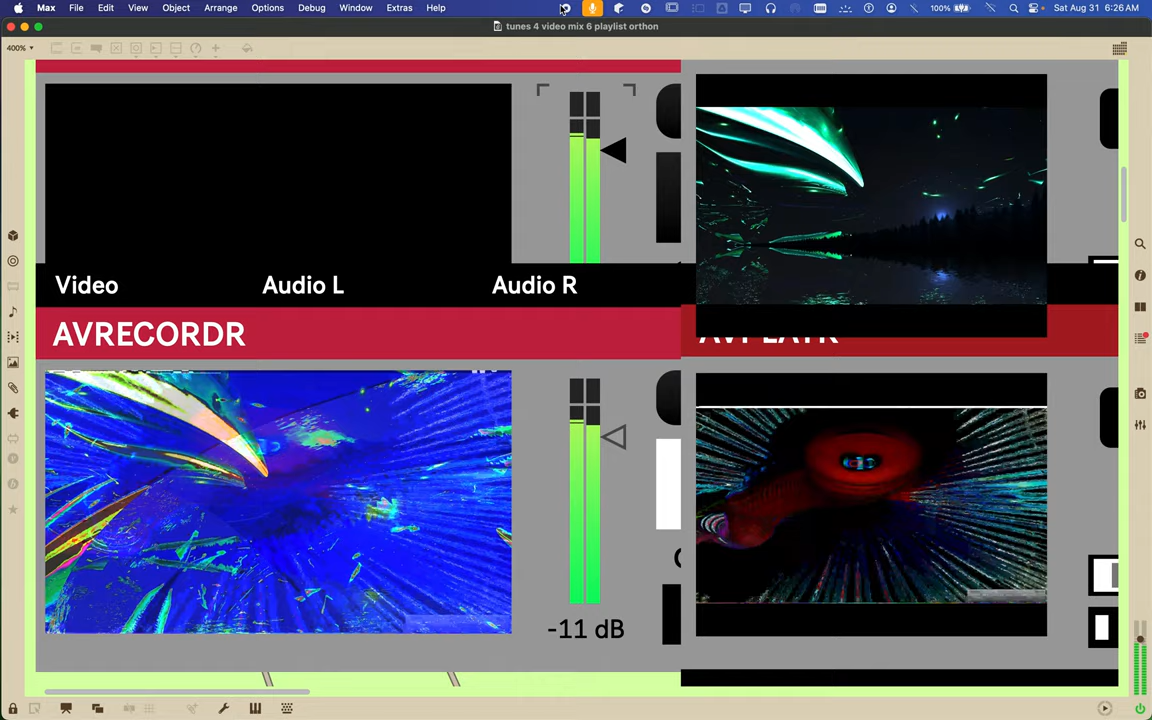 Max File Edit View Object Arrange Options Debug Window Extras Help 100% Sat Aug 31 6:26 AM
tunes 4 video mix 6 playlist orthon
400%
Video Audio L Audio R
AVRECORDR
-11 dB